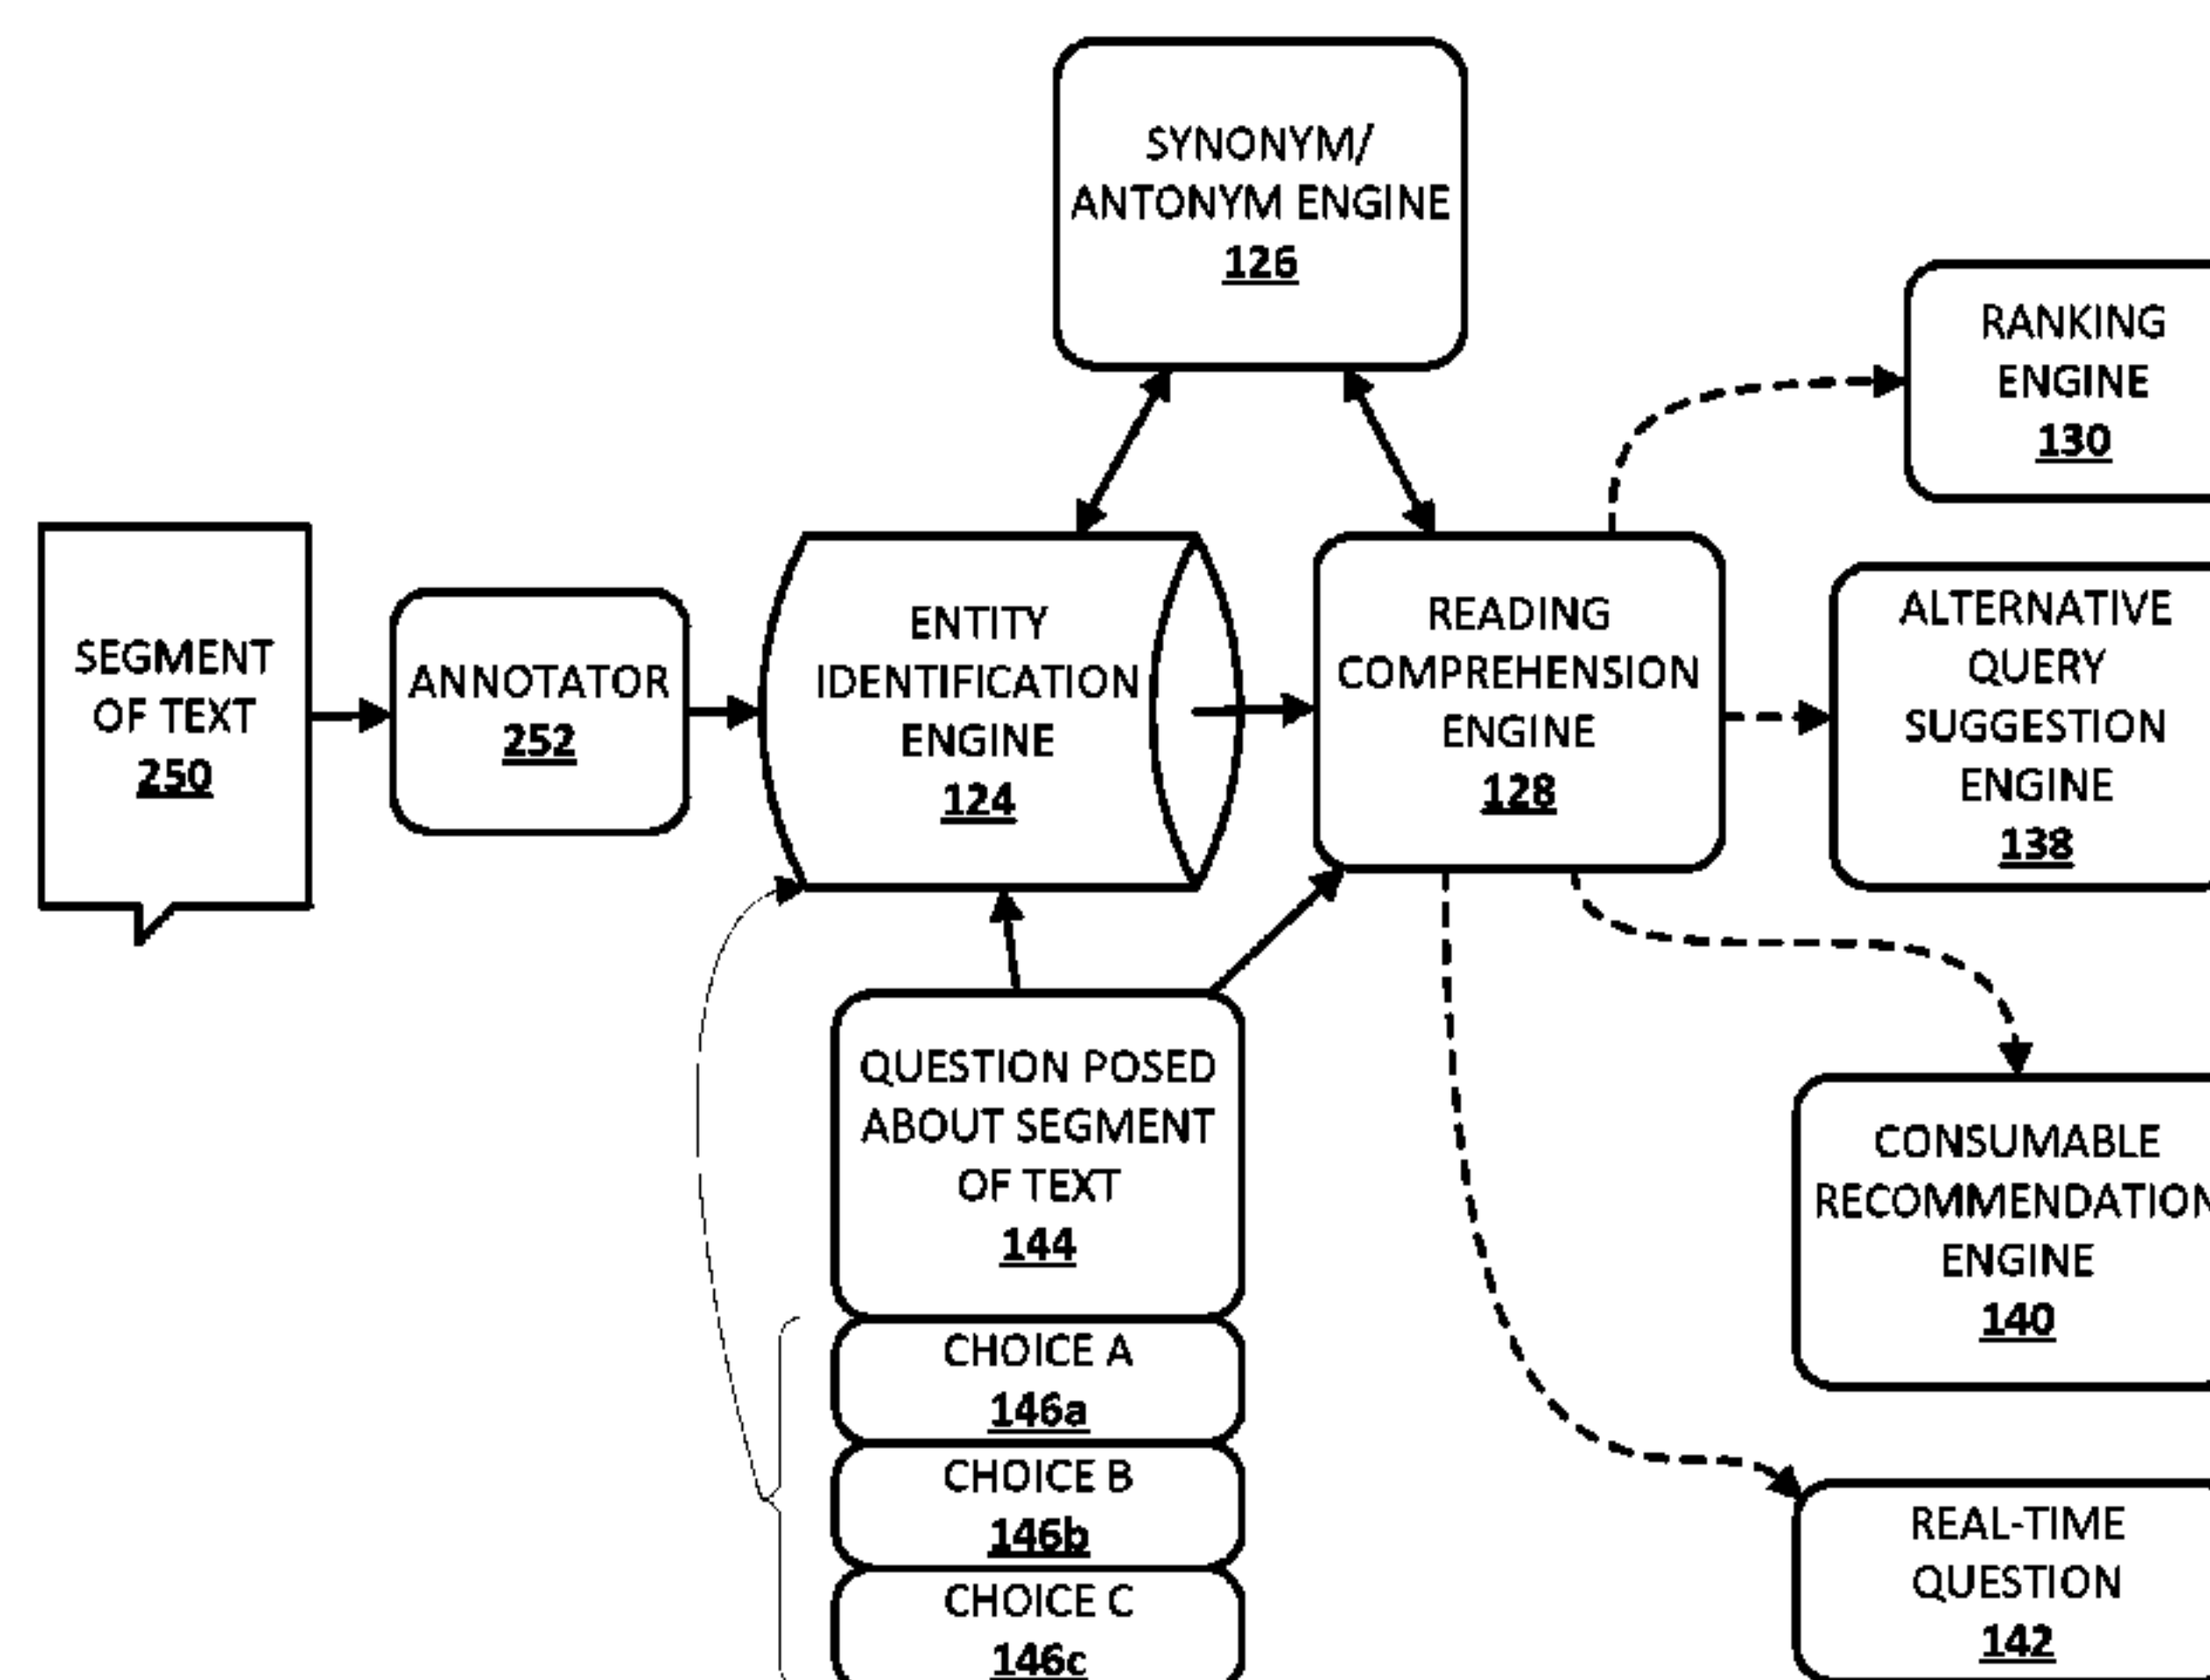 SYNONYM/
ANTONYM ENGINE
126
RANKING
ENGINE
130
SEGMENT
OF TEXT
250
ANNOTATOR
252
ENTITY
IDENTIFICATION
ENGINE
124
READING
COMPREHENSION
ENGINE
128
ALTERNATIVE
QUERY
SUGGESTION
ENGINE
138
QUESTION POSED
ABOUT SEGMENT
OF TEXT
144
CHOICE A
146a
CHOICE B
146b
CHOICE C
146c
CONSUMABLE
RECOMMENDATION
ENGINE
140
REAL-TIME
QUESTION
142